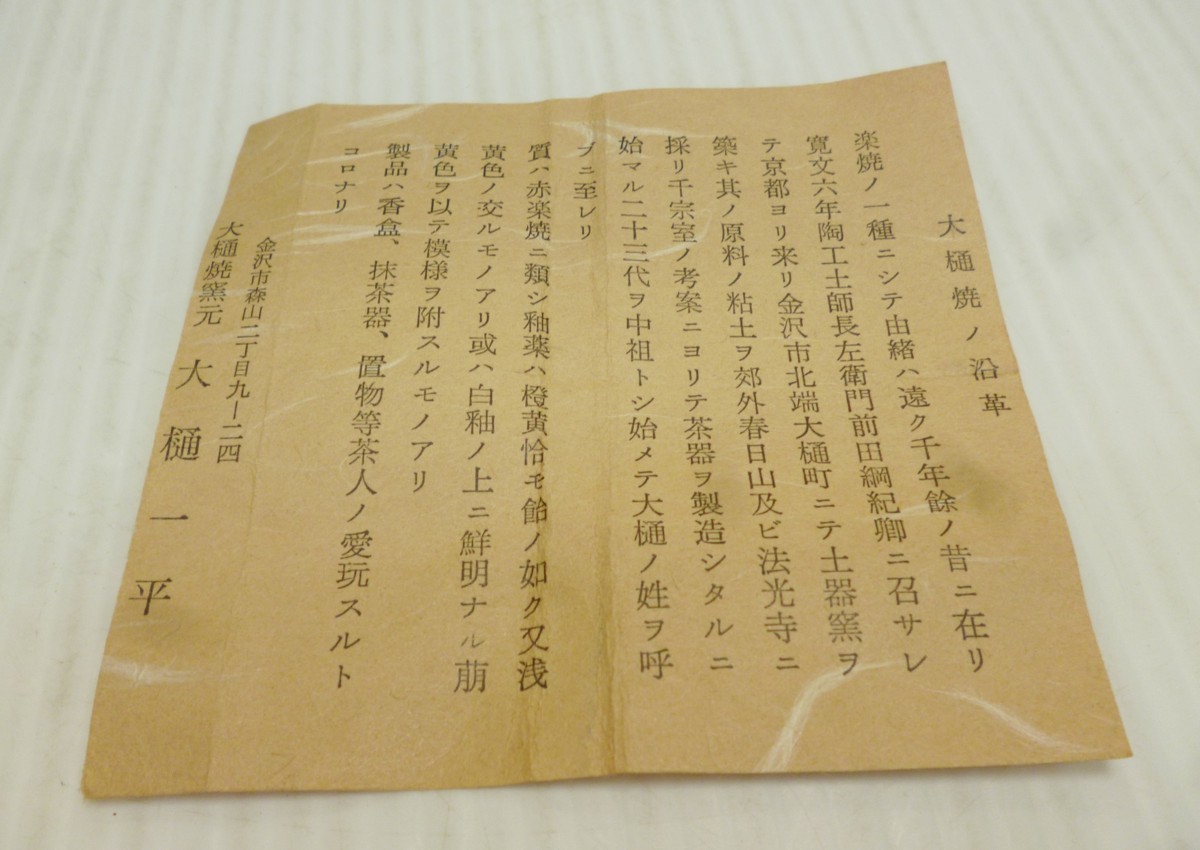 大樋焼ノ沿革
楽焼ノ一種ニシテ由緒ハ遠ク千年餘ノ昔ニ在リ
寛文六年陶工土師長左衛門前田綱紀卿ニ召サレ
テ京都ヨリ来リ金沢市北端大樋町ニテ土器窯ヲ
築キ其ノ原料ノ粘土ヲ郊外春日山及ビ法光寺ニ
採リ千宗室ノ考案ニヨリテ茶器ヲ製造シタルニ
始マル二十三代ヲ中祖トシ始メテ大樋ノ姓ヲ呼
ブニ至レリ
質ハ赤楽焼ニ類シ釉薬ハ橙黄恰モ飴ノ如ク又浅
黄色ノ交ルモノアリ或ハ白釉ノ上ニ鮮明ナル萠
黄色ヲ以テ模様ヲ附スルモノアリ
製品ハ香盒、抹茶器、置物等茶人ノ愛玩スルト
コロナリ
金沢市森山二丁目九ー二四
大樋焼窯元 大樋一平